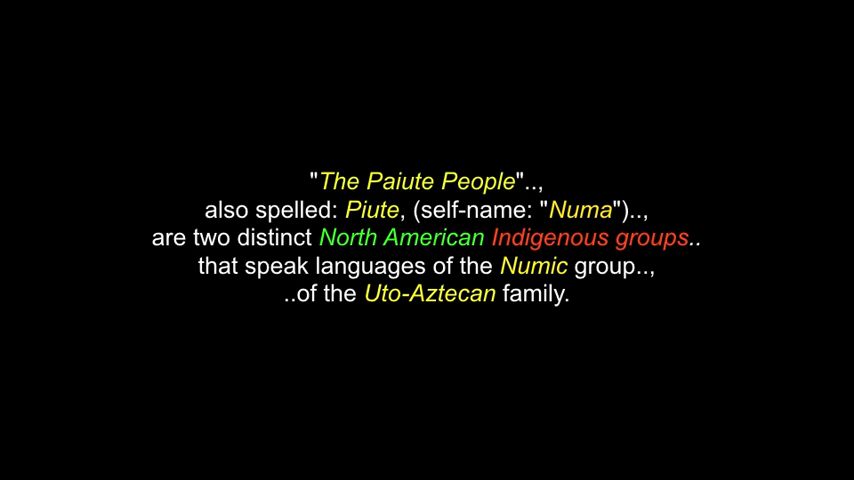 "The Paiute People"..,
also spelled: Piute, (self-name: "Numa")..,
are two distinct North American Indigenous groups..
that speak languages of the Numic group..,
..of the Uto-Aztecan family.